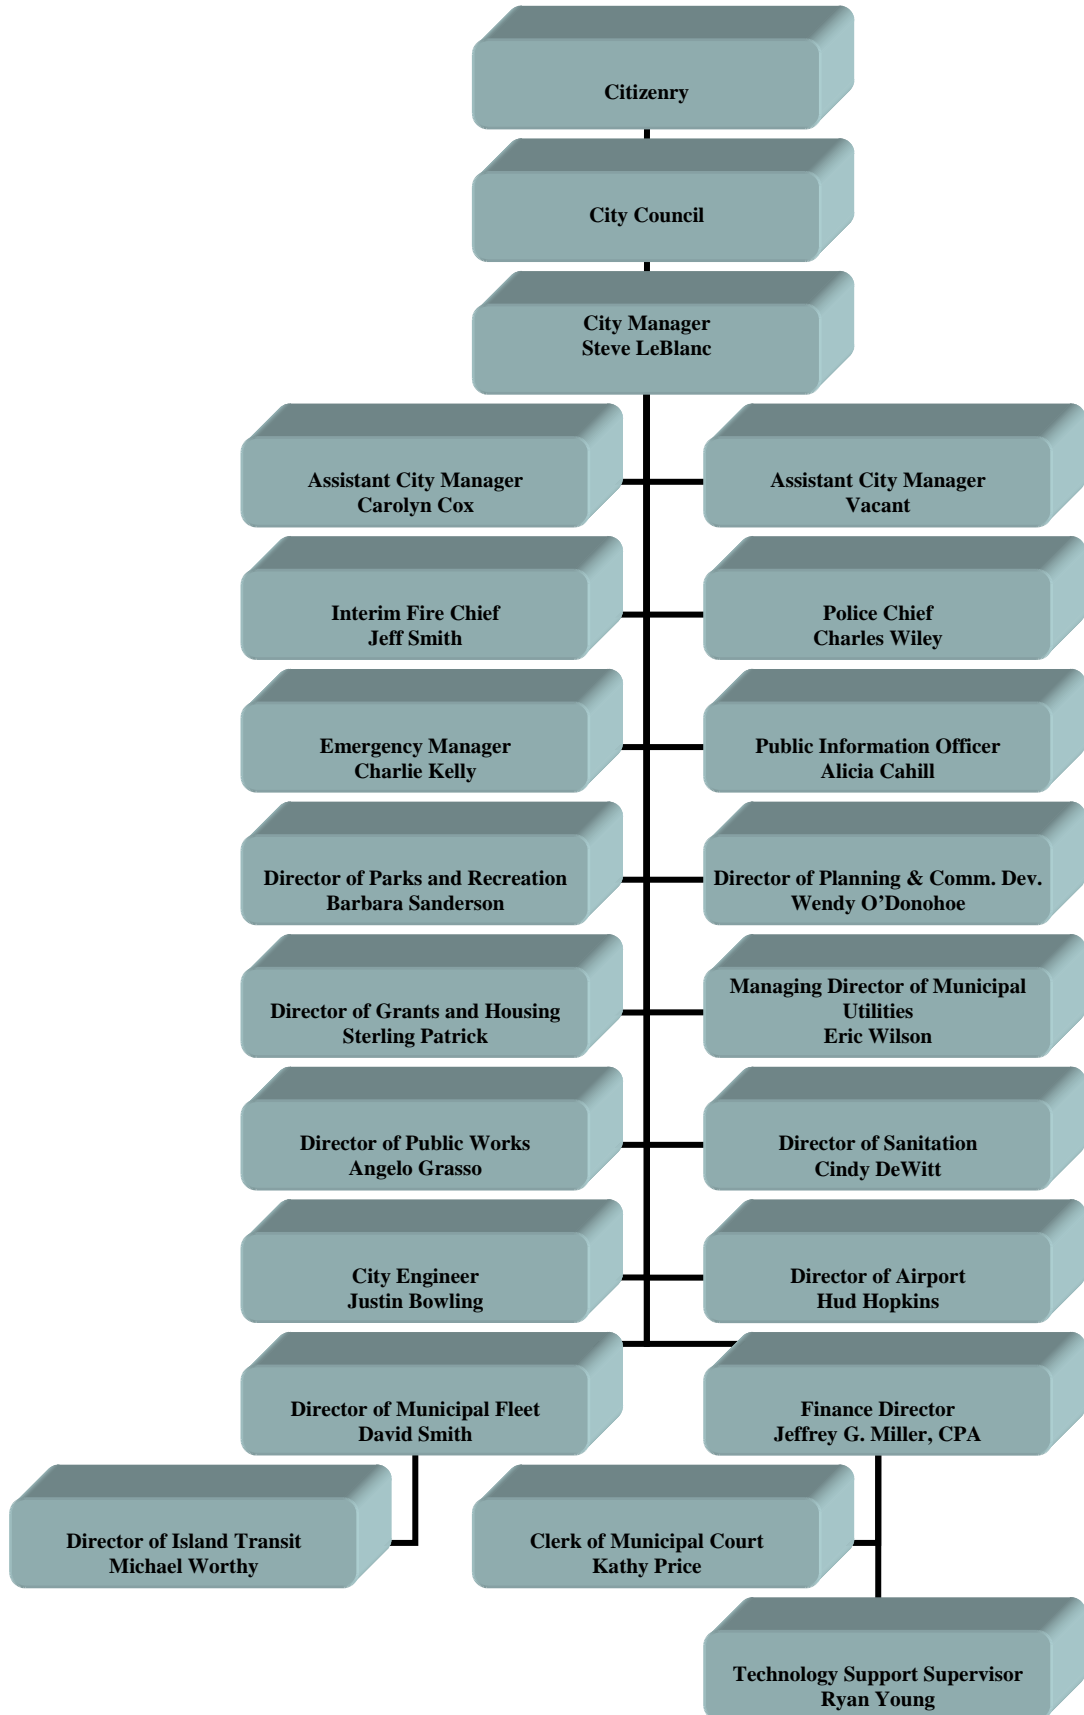 Citizenry
City Council
City Manager
Steve LeBlanc
Assistant City Manager
Carolyn Cox
Assistant City Manager
Vacant
Interim Fire Chief
Jeff Smith
Police Chief
Charles Wiley
Emergency Manager
Charlie Kelly
Public Information Officer
Alicia Cahill
Director of Parks and Recreation
Barbara Sanderson
Director of Planning & Comm. Dev.
Wendy O’Donohoe
Director of Grants and Housing
Sterling Patrick
Managing Director of Municipal
Utilities
Eric Wilson
Director of Public Works
Angelo Grasso
Director of Sanitation
Cindy DeWitt
City Engineer
Justin Bowling
Director of Airport
Hud Hopkins
Director of Municipal Fleet
David Smith
Finance Director
Jeffrey G. Miller, CPA
Director of Island Transit
Michael Worthy
Clerk of Municipal Court
Kathy Price
Technology Support Supervisor
Ryan Young